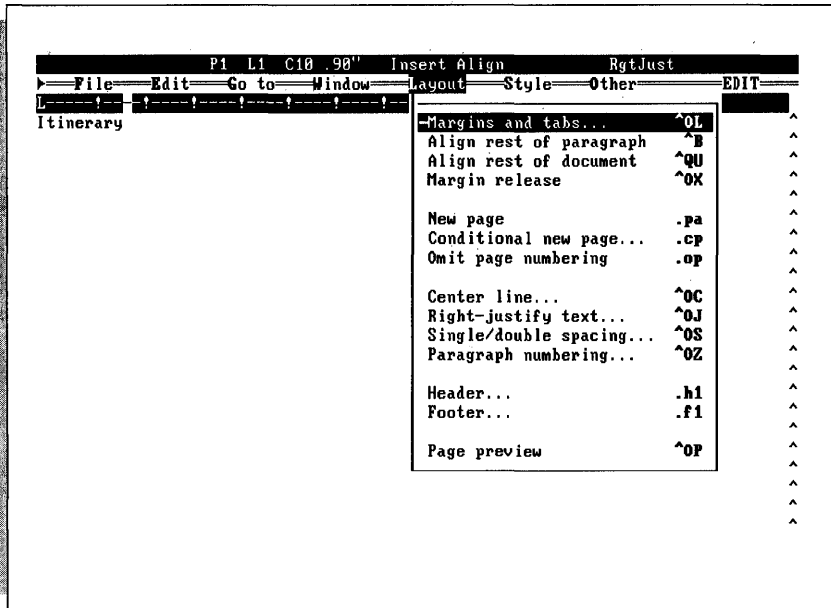 P1 L1 C10 .90" Insert Align RgtJust
File Edit Go to Window Layout Style Other EDIT
L-----!-- --!-----!-----!-----!-----!--
Itinerary
Margins and tabs... ^OL
Align rest of paragraph ^B
Align rest of document ^QU
Margin release ^OX
New page .pa
Conditional new page... .cp
Omit page numbering .op
Center line... ^OC
Right-justify text... ^OJ
Single/double spacing... ^OS
Paragraph numbering... ^OZ
Header... .h1
Footer... .f1
Page preview ^OP